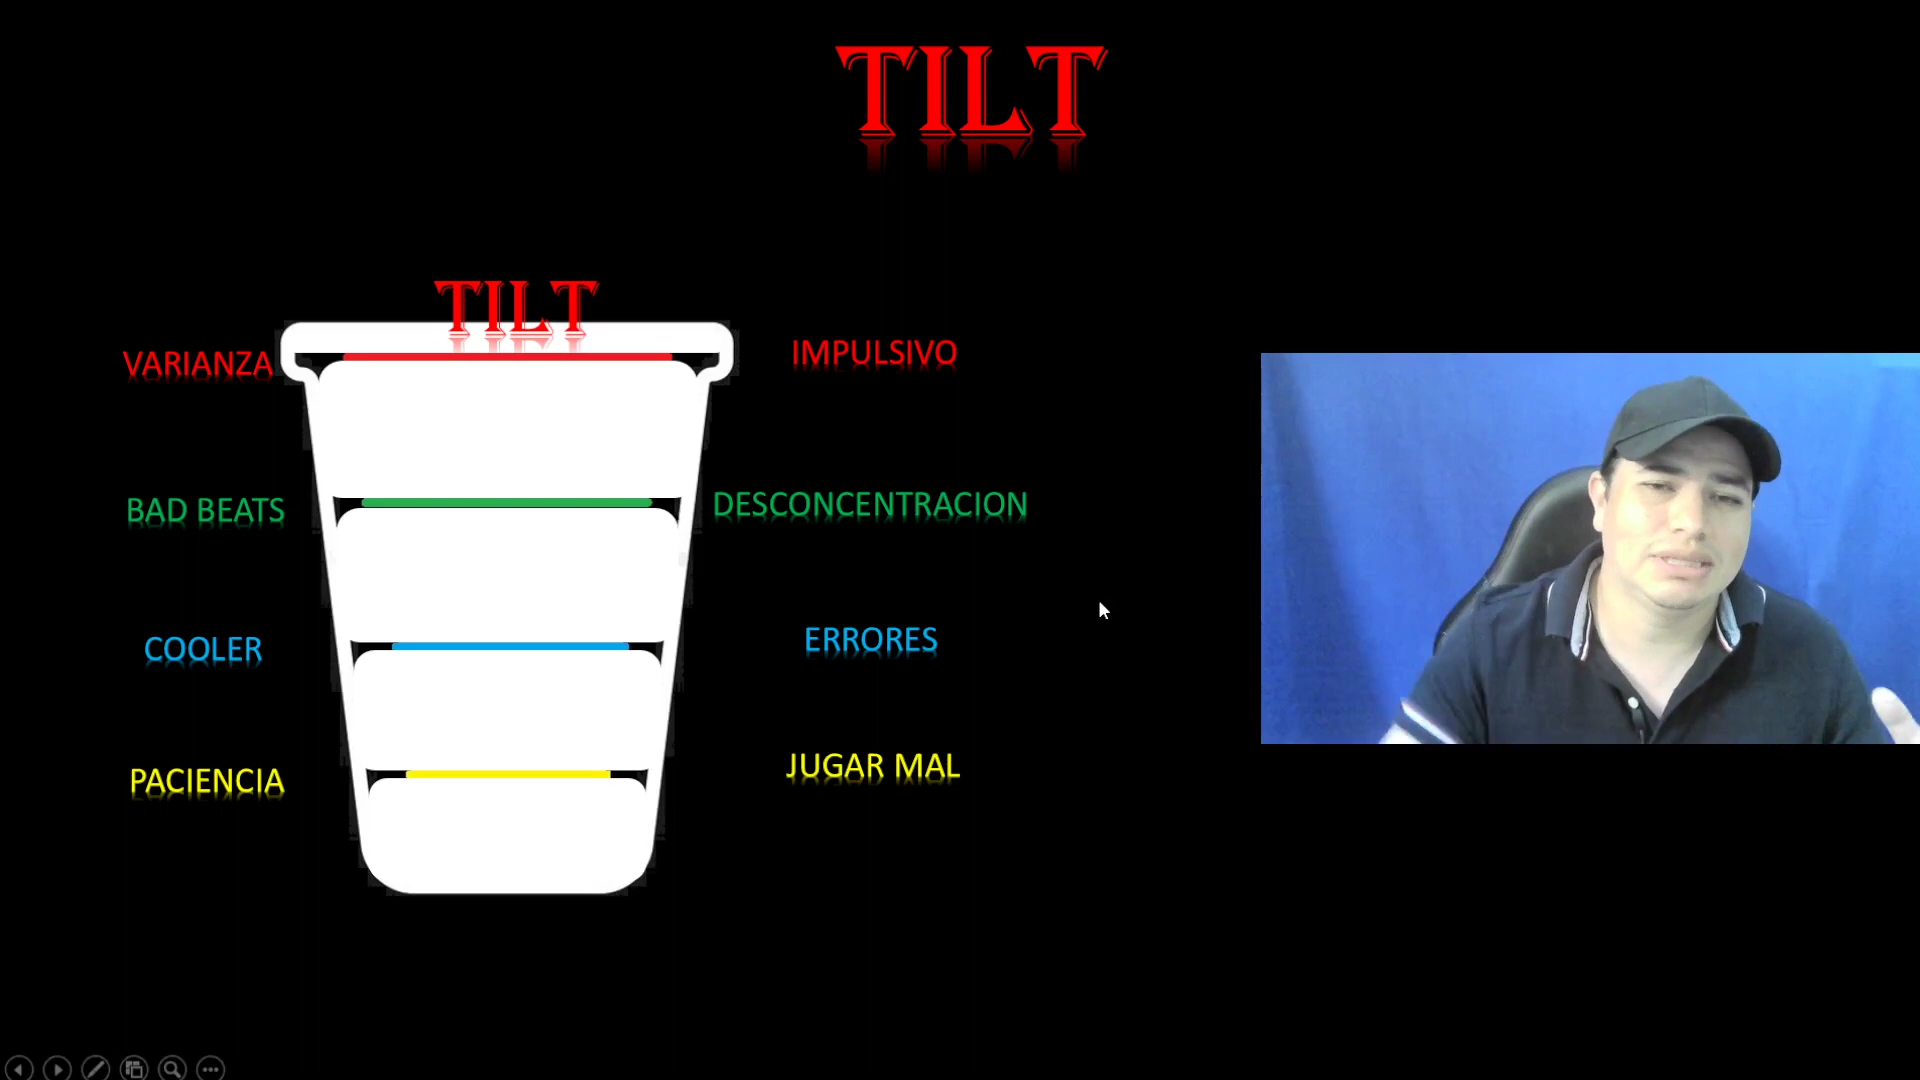 TILT
TILT
VARIANZA
IMPULSIVO
BAD BEATS
DESCONCENTRACION
COOLER
ERRORES
PACIENCIA
JUGAR MAL